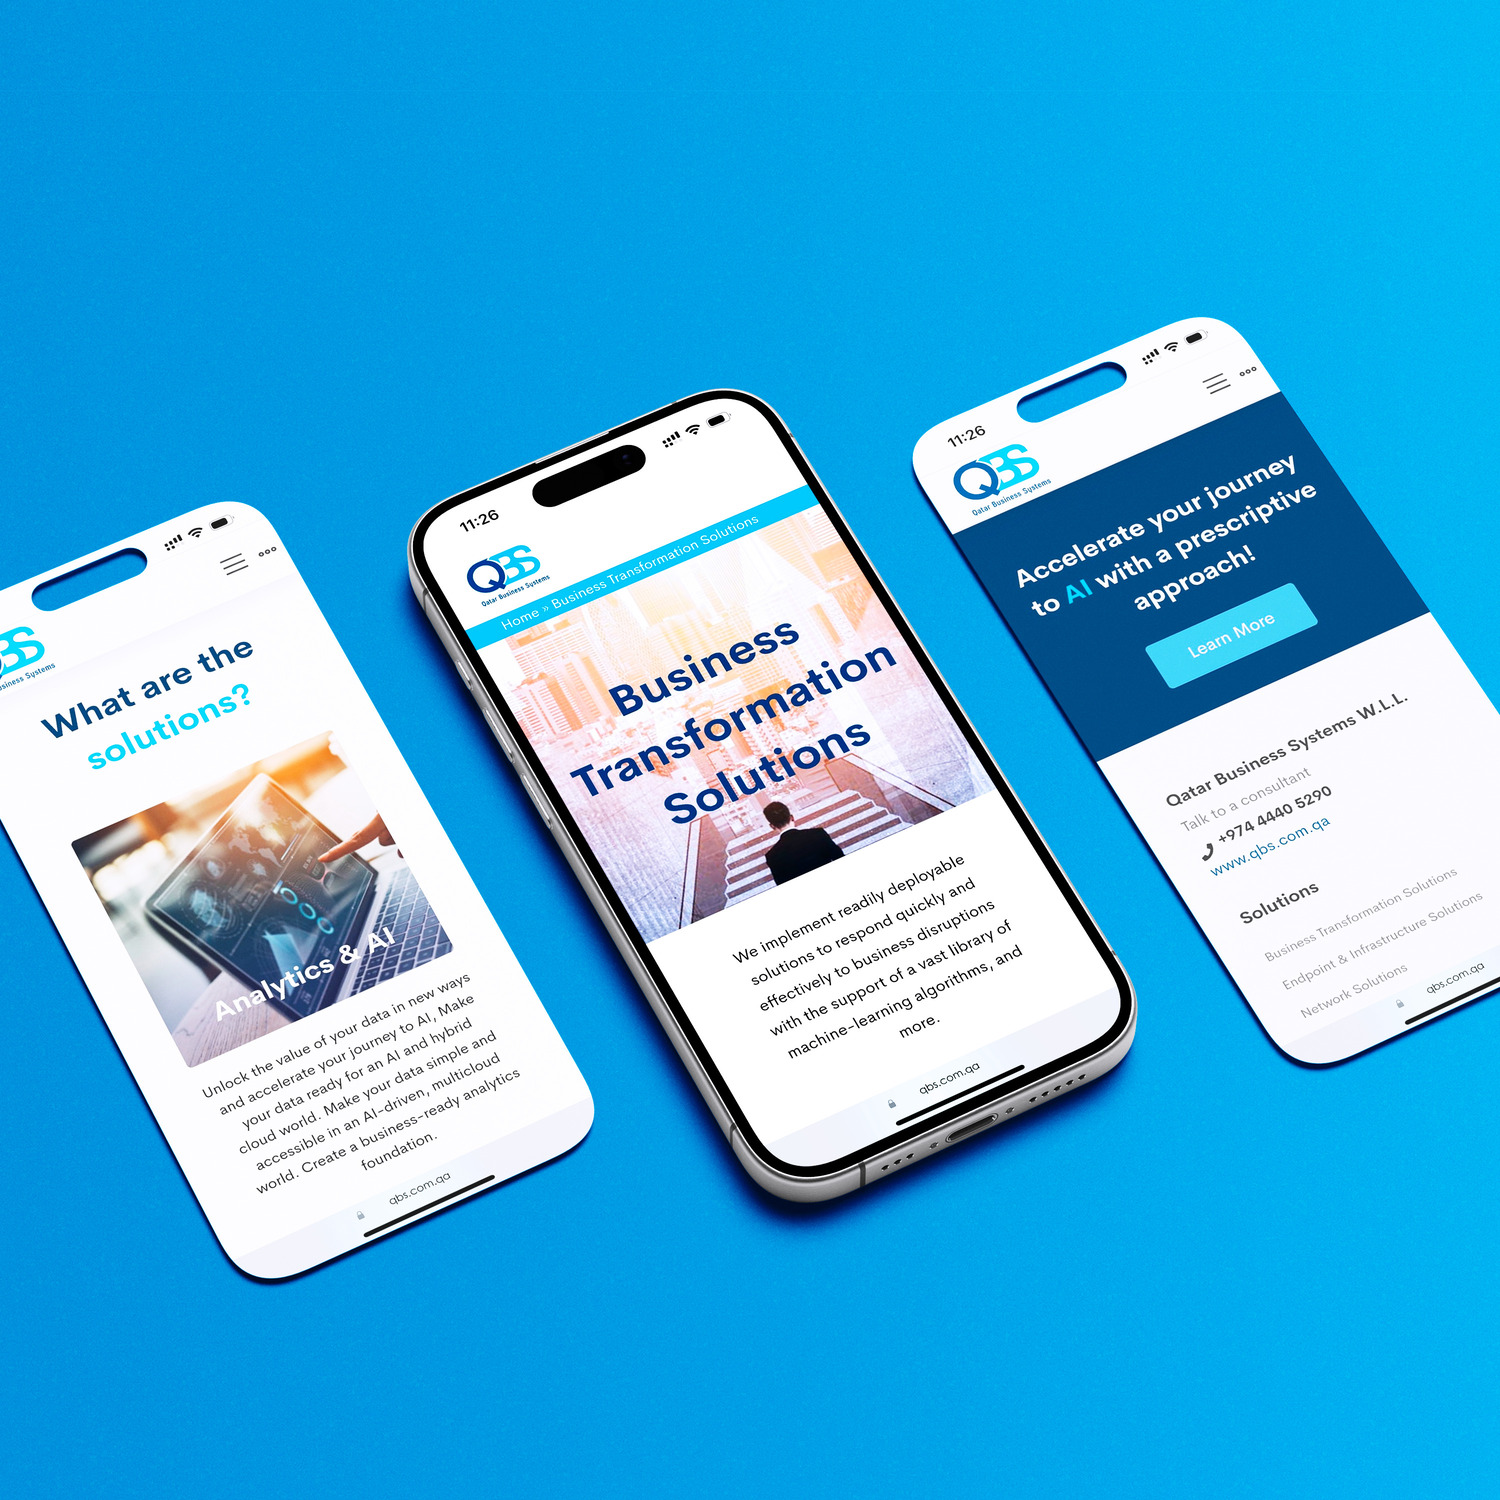 QBS
Business Systems
What are the
solutions?
Analytics & AI
Unlock the value of your data in new ways
and accelerate your journey to AI, Make
your data ready for an AI and hybrid
cloud world. Make your data simple and
accessible in an AI-driven, multicloud
world. Create a business-ready analytics
foundation.
qbs.com.qa
11:26
QBS
Qatar Business Systems
Home » Business Transformation Solutions
Business
Transformation
Solutions
We implement readily deployable
solutions to respond quickly and
effectively to business disruptions
with the support of a vast library of
machine-learning algorithms, and
more.
qbs.com.qa
11:26
QBS
Qatar Business Systems
Accelerate your journey
to AI with a prescriptive
approach!
Learn More
Qatar Business Systems W.L.L.
Talk to a consultant
+974 4440 5290
www.qbs.com.qa
Solutions
Business Transformation Solutions
Endpoint & Infrastructure Solutions
Network Solutions
qbs.com.qa